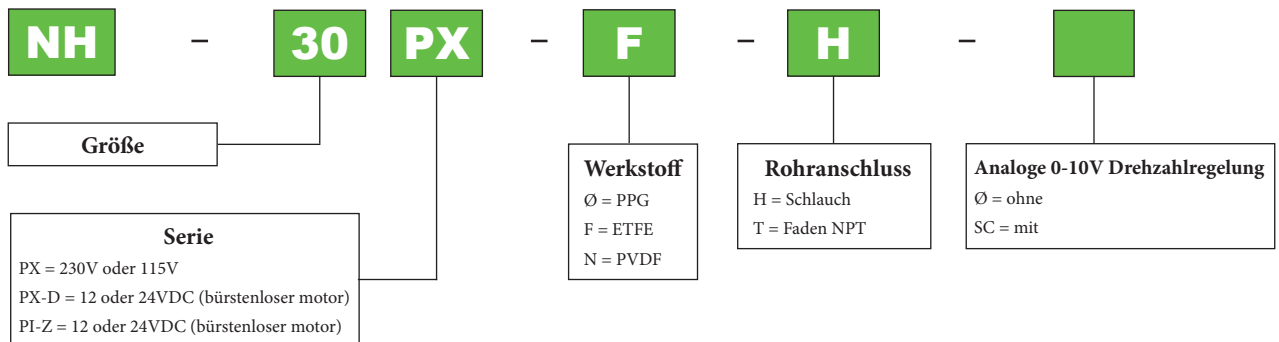 NH - 30 PX - F - H -
Größe
Serie
PX = 230V oder 115V
PX-D = 12 oder 24VDC (bürstenloser motor)
PI-Z = 12 oder 24VDC (bürstenloser motor)
Werkstoff
Ø = PPG
F = ETFE
N = PVDF
Rohranschluss
H = Schlauch
T = Faden NPT
Analoge 0-10V Drehzahlregelung
Ø = ohne
SC = mit